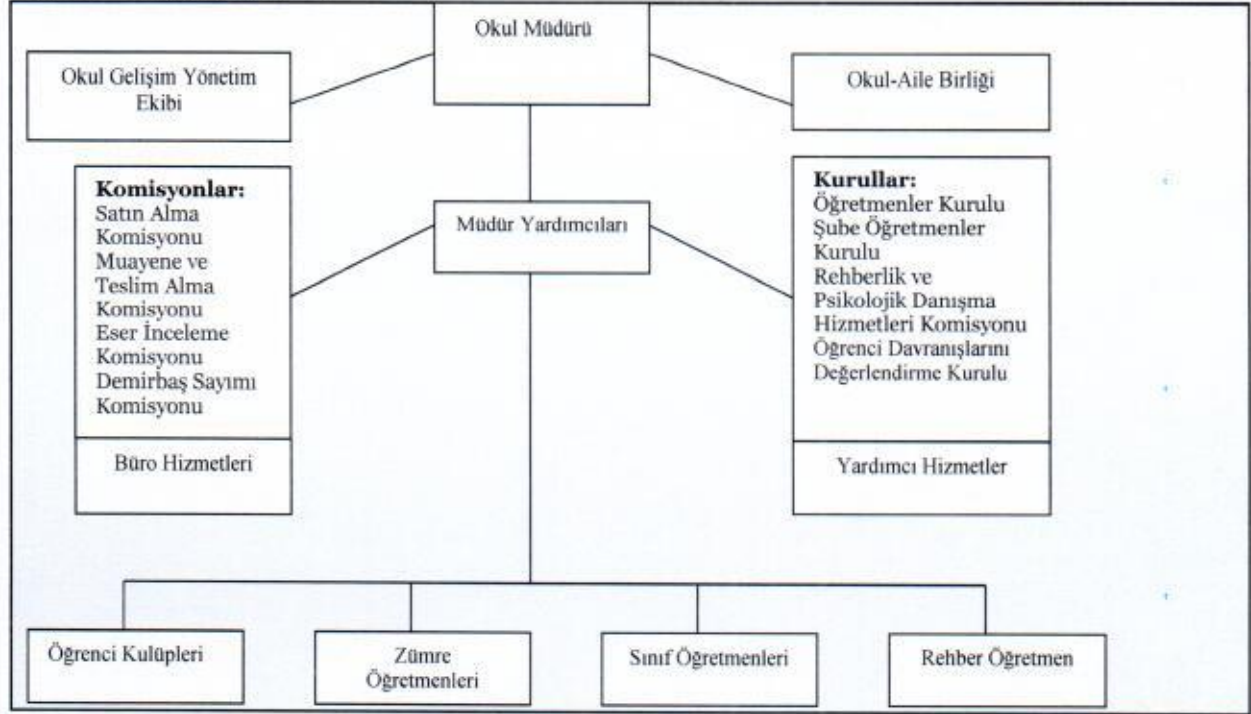 Okul Müdürü
Okul Gelişim Yönetim
Ekibi
Okul-Aile Birliği
Komisyonlar:
Satın Alma
Komisyonu
Muayene ve
Teslim Alma
Komisyonu
Eser İnceleme
Komisyonu
Demirbaş Sayımı
Komisyonu
Büro Hizmetleri
Müdür Yardımcıları
Kurullar:
Öğretmenler Kurulu
Şube Öğretmenler
Kurulu
Rehberlik ve
Psikolojik Danışma
Hizmetleri Komisyonu
Öğrenci Davranışlarını
Değerlendirme Kurulu
Yardımcı Hizmetler
Öğrenci Kulüpleri
Zümre
Öğretmenleri
Sınıf Öğretmenleri
Rehber Öğretmen